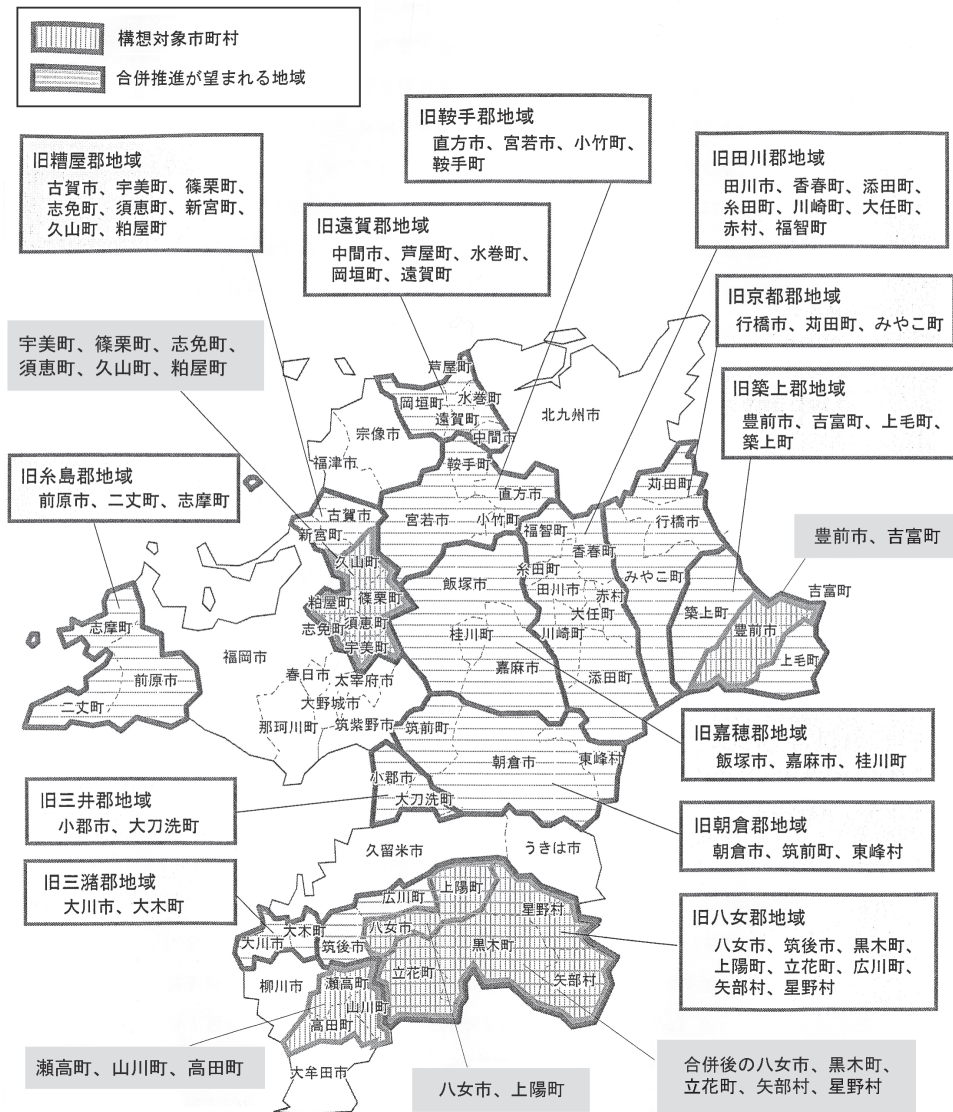 構想対象市町村
合併推進が望まれる地域
旧鞍手郡地域
直方市、宮若市、小竹町、
鞍手町
旧糟屋郡地域
古賀市、宇美町、篠栗町、
志免町、須恵町、新宮町、
久山町、粕屋町
旧田川郡地域
田川市、香春町、添田町、
糸田町、川崎町、大任町、
赤村、福智町
旧遠賀郡地域
中間市、芦屋町、水巻町、
岡垣町、遠賀町
旧京都郡地域
行橋市、苅田町、みやこ町
宇美町、篠栗町、志免町、
須恵町、久山町、粕屋町
旧築上郡地域
豊前市、吉富町、上毛町、
築上町
旧糸島郡地域
前原市、二丈町、志摩町
豊前市、吉富町
芦屋町
岡垣町
水巻町
遠賀町
中間市
北九州市
宗像市
福津市
鞍手町
直方市
宮若市
小竹町
苅田町
行橋市
古賀市
新宮町
久山町
福智町
香春町
糸田町
みやこ町
飯塚市
田川市
赤村
吉富町
粕屋町
篠栗町
大任町
築上町
志免町
須恵町
川崎町
豊前市
宇美町
桂川町
上毛町
志摩町
福岡市
前原市
二丈町
春日市
太宰府市
嘉麻市
添田町
大野城市
那珂川町
筑紫野市
筑前町
朝倉市
東峰村
小郡市
大刀洗町
旧嘉穂郡地域
飯塚市、嘉麻市、桂川町
旧三井郡地域
小郡市、大刀洗町
旧朝倉郡地域
朝倉市、筑前町、東峰村
久留米市
うきは市
旧三潴郡地域
大川市、大木町
上陽町
広川町
星野村
八女市
大木町
大川市
筑後市
黒木町
立花町
矢部村
柳川市
瀬高町
山川町
高田町
大牟田市
旧八女郡地域
八女市、筑後市、黒木町、
上陽町、立花町、広川町、
矢部村、星野村
瀬高町、山川町、高田町
八女市、上陽町
合併後の八女市、黒木町、
立花町、矢部村、星野村